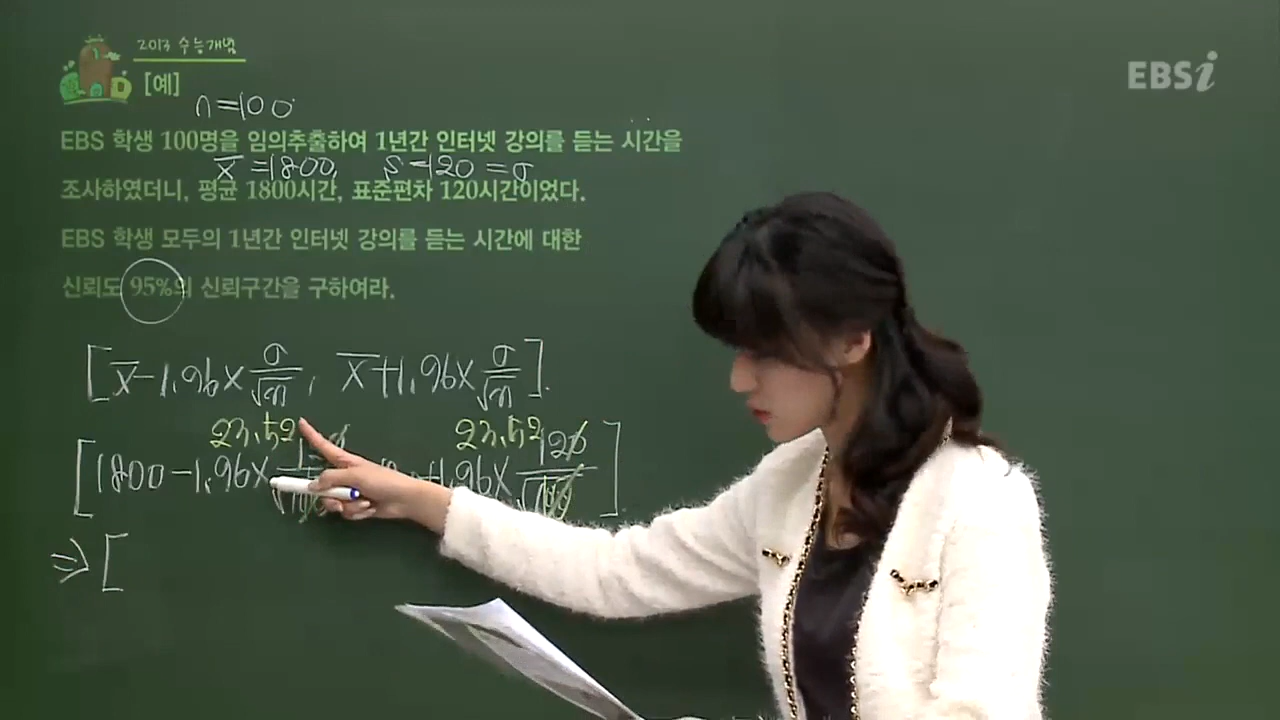 2013 수능개념
EBSi
[예]
n=100
EBS 학생 100명을 임의추출하여 1년간 인터넷 강의를 듣는 시간을
x̄=1800, s=120=σ
조사하였더니, 평균 1800시간, 표준편차 120시간이었다.
EBS 학생 모두의 1년간 인터넷 강의를 듣는 시간에 대한
신뢰도 95%의 신뢰구간을 구하여라.
[x̄-1.96×σ/√n, x̄+1.96×σ/√n].
23.52 23.52
[1800-1.96× +1.96×120/√100].
⇒[